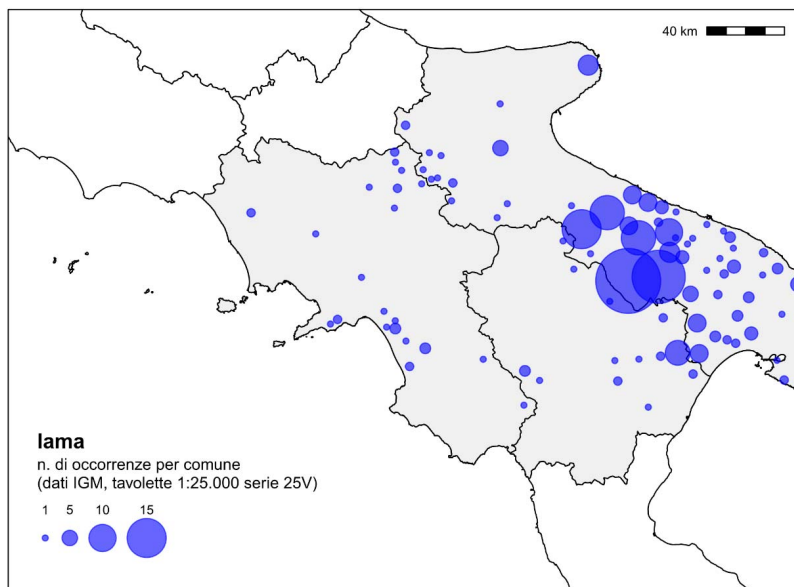 40 km
lama
n. di occorrenze per comune
(dati IGM, tavolette 1:25.000 serie 25V)
1 5 10 15